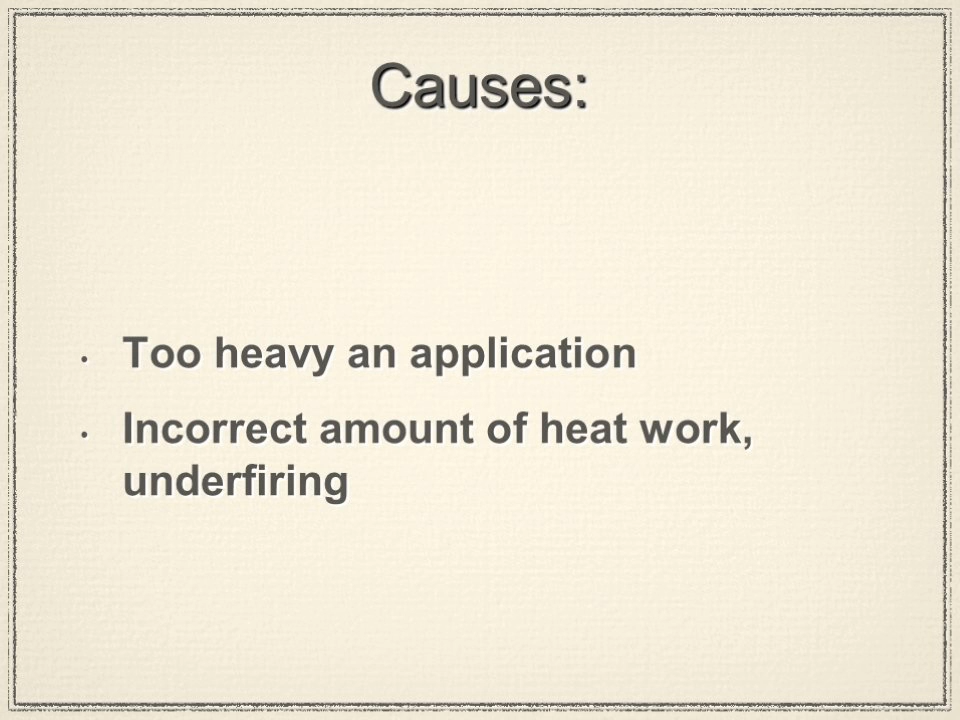 Causes:
• Too heavy an application
• Incorrect amount of heat work,
underfiring